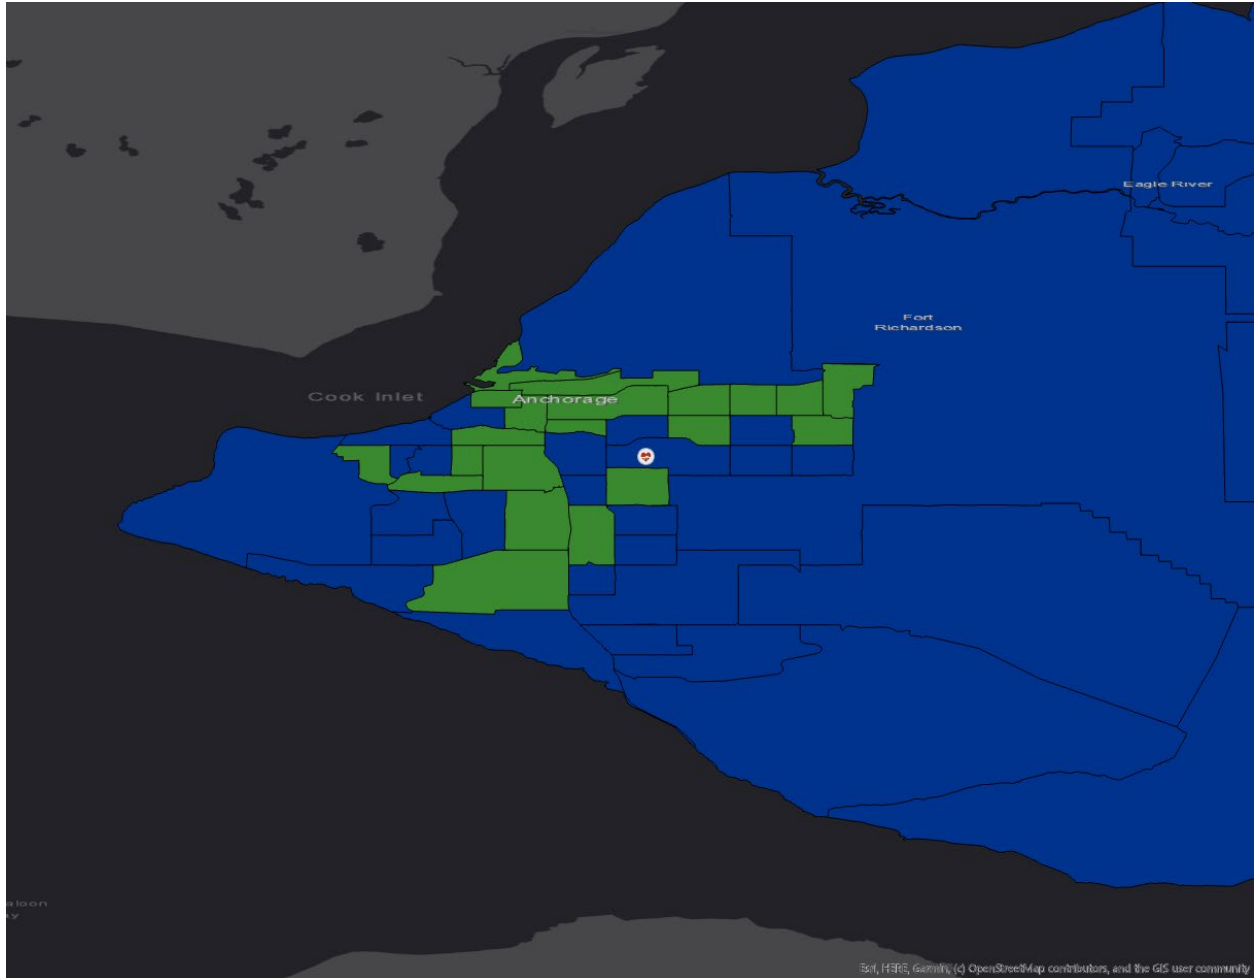 Eagle River
Fort
Richardson
Cook Inlet
Anchorage
Esri, HERE, Garmin, (c) OpenStreetMap contributors, and the GIS user community